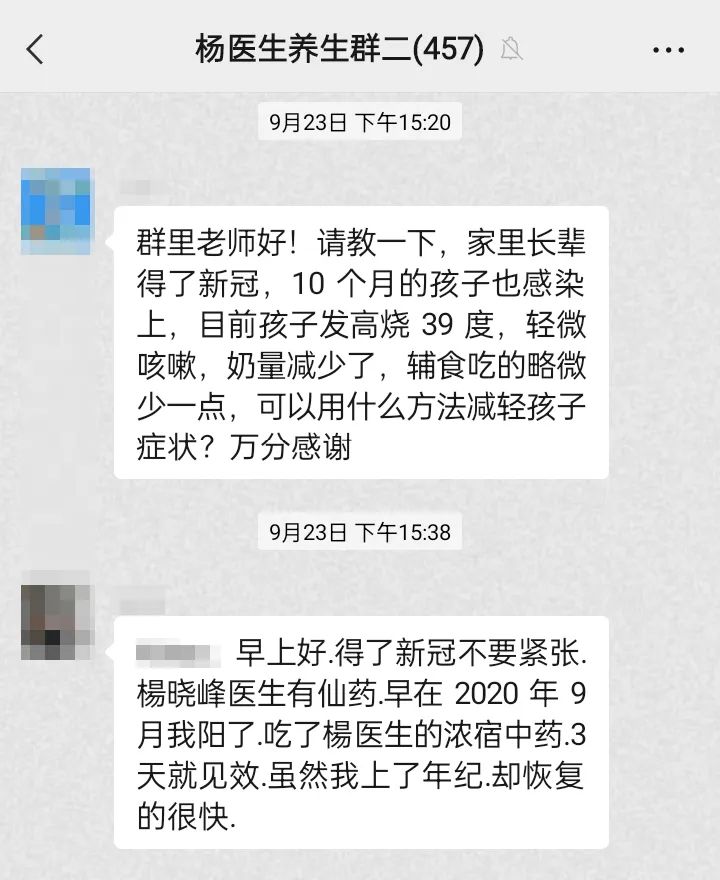 杨医生养生群二(457)
9月23日 下午15:20
群里老师好！请教一下，家里长辈
得了新冠，10 个月的孩子也感染
上，目前孩子发高烧 39 度，轻微
咳嗽，奶量减少了，辅食吃的略微
少一点，可以用什么方法减轻孩子
症状？万分感谢
9月23日 下午15:38
早上好.得了新冠不要紧张.
楊晓峰医生有仙药.早在 2020 年 9
月我阳了.吃了楊医生的浓宿中药.3
天就见效.虽然我上了年纪.却恢复
的很快.